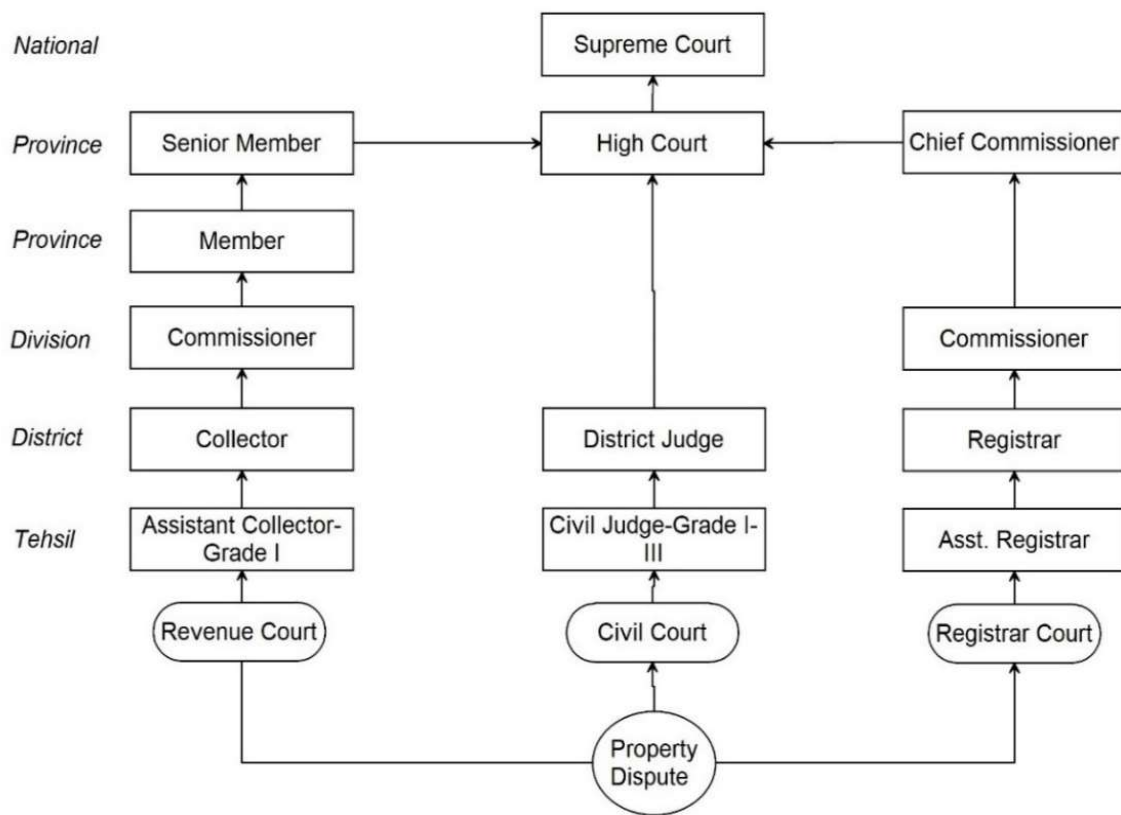 National
Supreme Court
Province
Senior Member
High Court
Chief Commissioner
Province
Member
Division
Commissioner
Commissioner
District
Collector
District Judge
Registrar
Tehsil
Assistant Collector-
Grade I
Civil Judge-Grade I-
III
Asst. Registrar
Revenue Court
Civil Court
Registrar Court
Property
Dispute